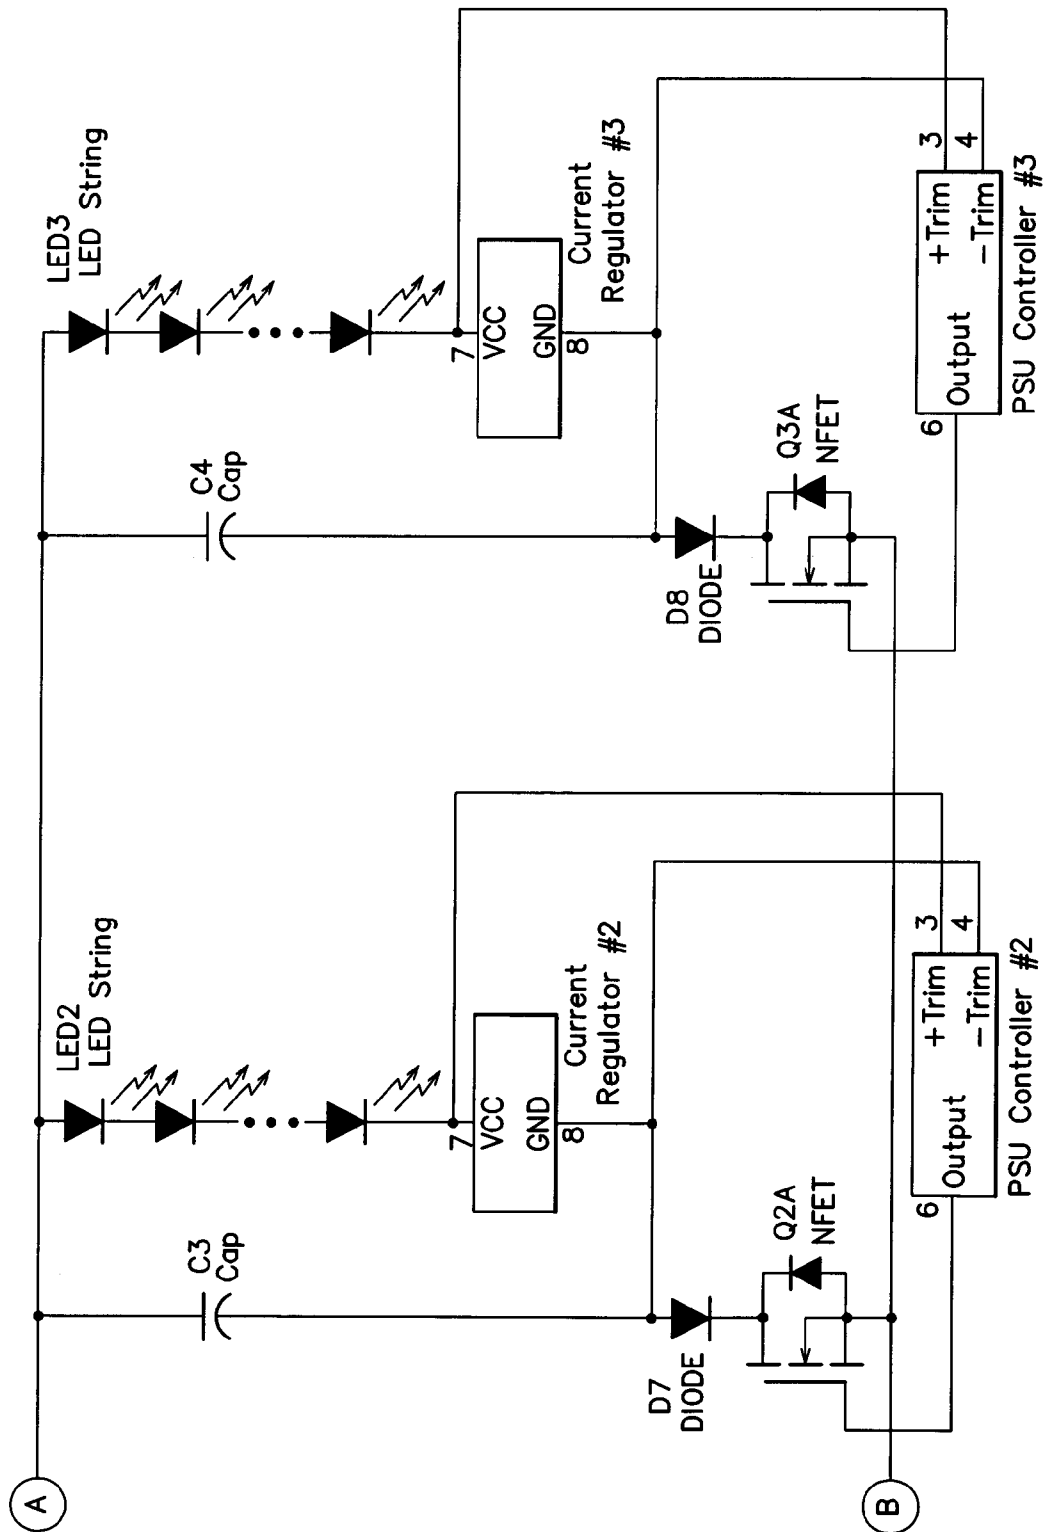 A
B
C3
Cap
LED2
LED String
7
VCC
GND
8
Current
Regulator #2
D7
DIODE
Q2A
NFET
6
Output
+Trim
-Trim
3
4
PSU Controller #2
C4
Cap
LED3
LED String
7
VCC
GND
8
Current
Regulator #3
D8
DIODE
Q3A
NFET
6
Output
+Trim
-Trim
3
4
PSU Controller #3